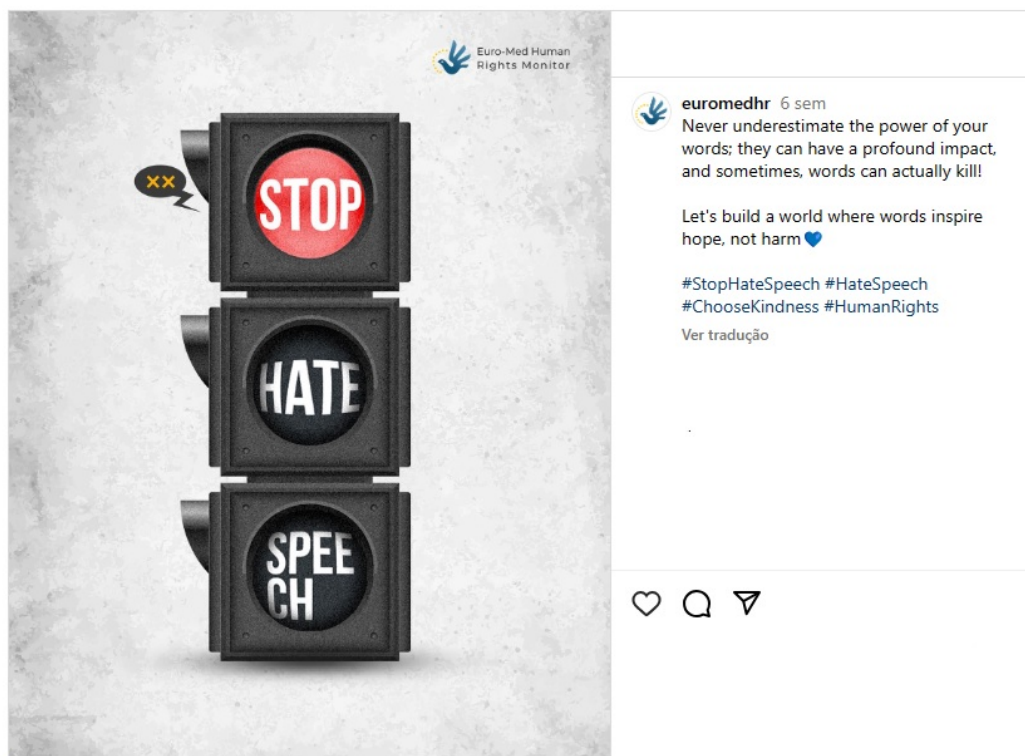 Euro-Med Human
Rights Monitor
XX
STOP
HATE
SPEE
CH
euromedhr 6 sem
Never underestimate the power of your
words; they can have a profound impact,
and sometimes, words can actually kill!
Let's build a world where words inspire
hope, not harm💙
#StopHateSpeech #HateSpeech
#ChooseKindness #HumanRights
Ver tradução
.